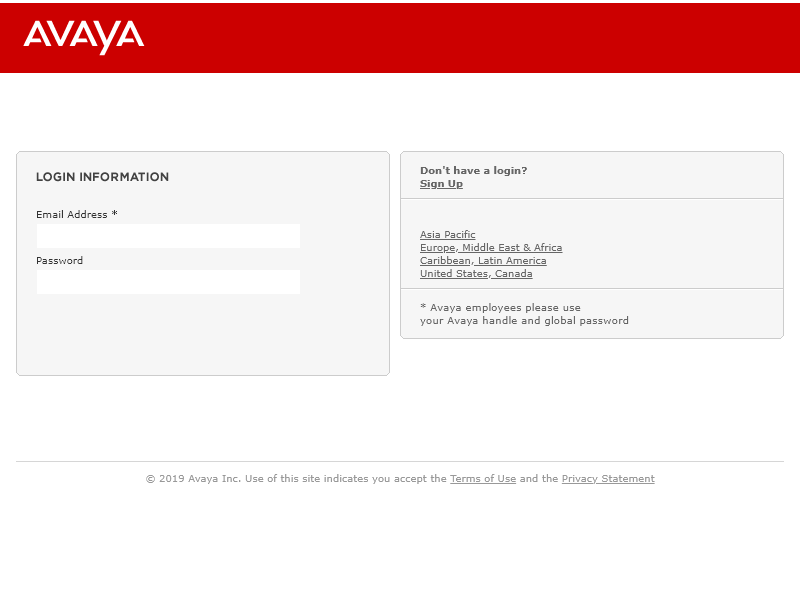 AVAYA
LOGIN INFORMATION
Email Address *
Password
Don't have a login?
Sign Up
Asia Pacific
Europe, Middle East & Africa
Caribbean, Latin America
United States, Canada
* Avaya employees please use
your Avaya handle and global password
© 2019 Avaya Inc. Use of this site indicates you accept the Terms of Use and the Privacy Statement